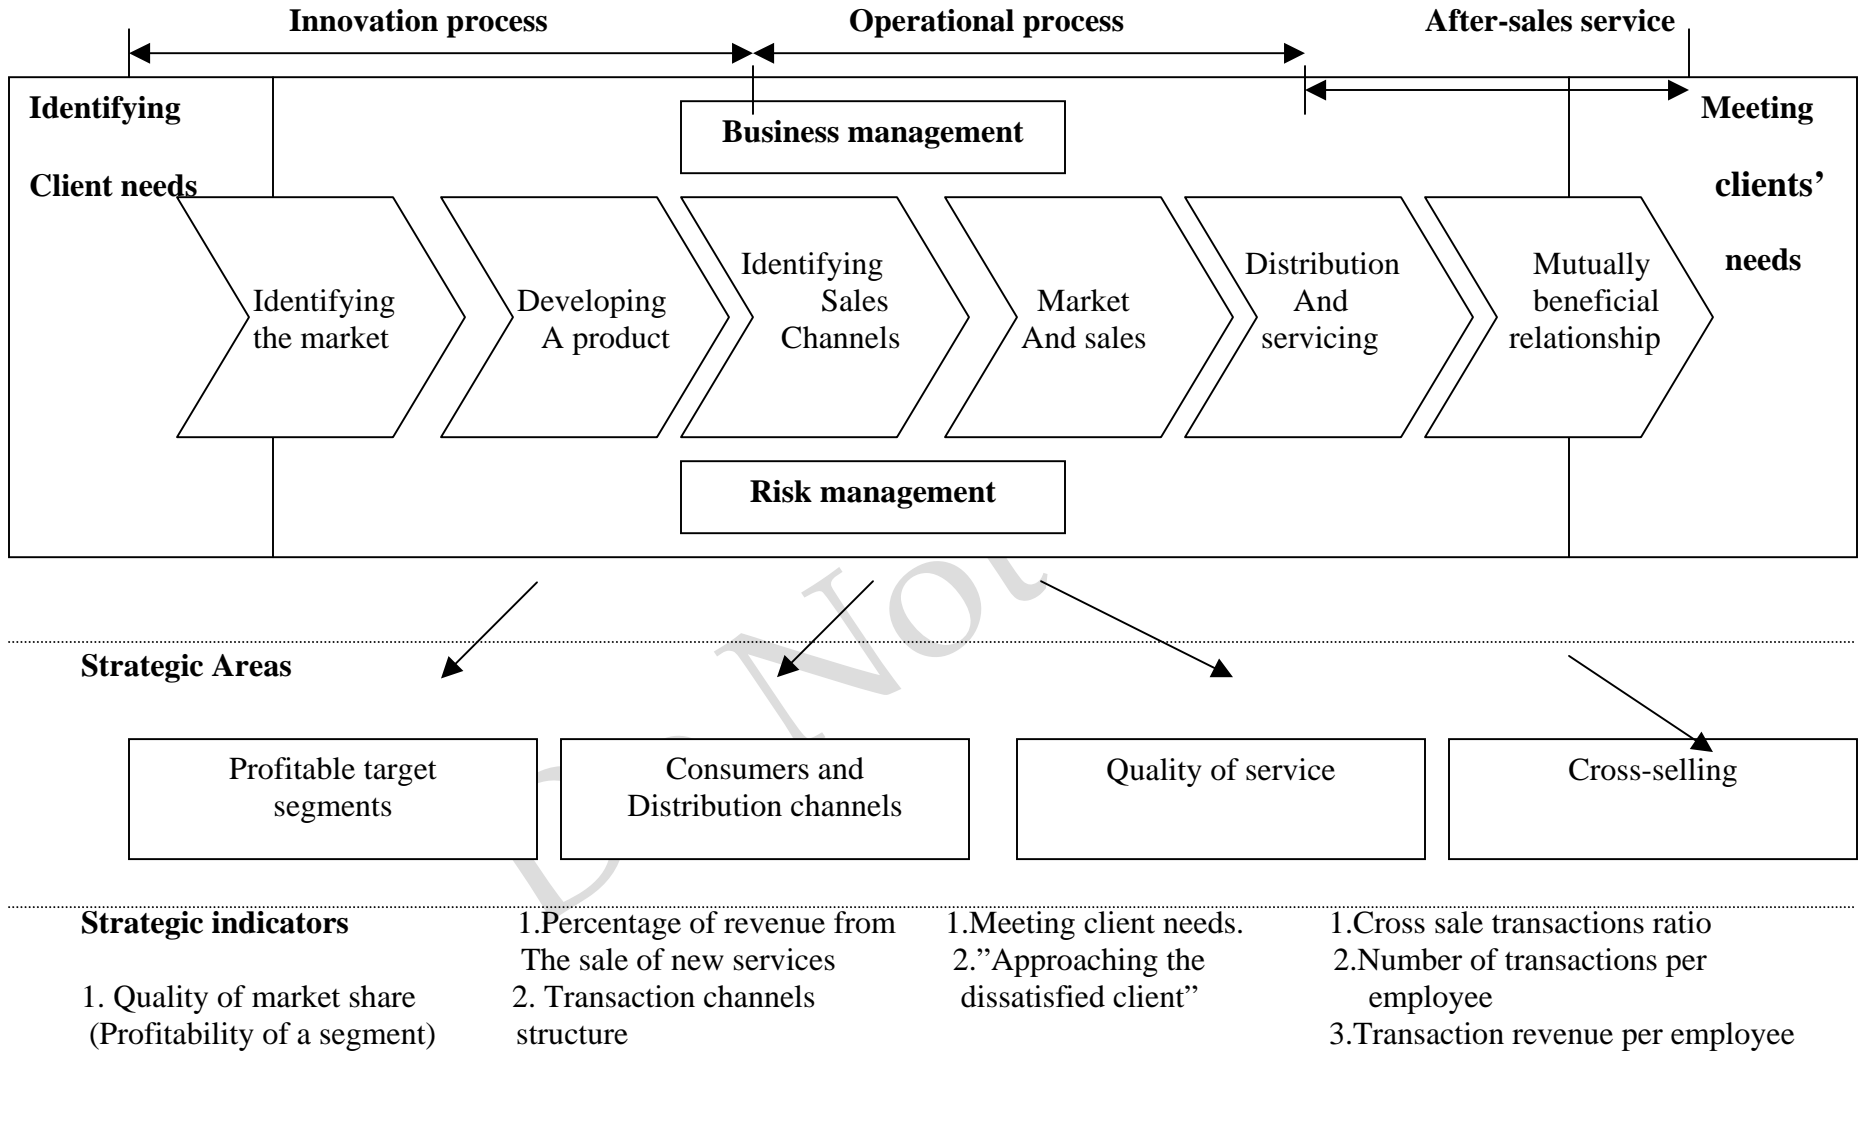 Innovation process
Operational process
After-sales service
Identifying
Client needs
Business management
Meeting
clients’
needs
Identifying
the market
Developing
A product
Identifying
Sales
Channels
Market
And sales
Distribution
And
servicing
Mutually
beneficial
relationship
Risk management
Strategic Areas
Profitable target
segments
Consumers and
Distribution channels
Quality of service
Cross-selling
Strategic indicators
1. Quality of market share
(Profitability of a segment)
1.Percentage of revenue from
The sale of new services
2. Transaction channels
structure
1.Meeting client needs.
2.”Approaching the
dissatisfied client”
1.Cross sale transactions ratio
2.Number of transactions per
employee
3.Transaction revenue per employee
Do Not